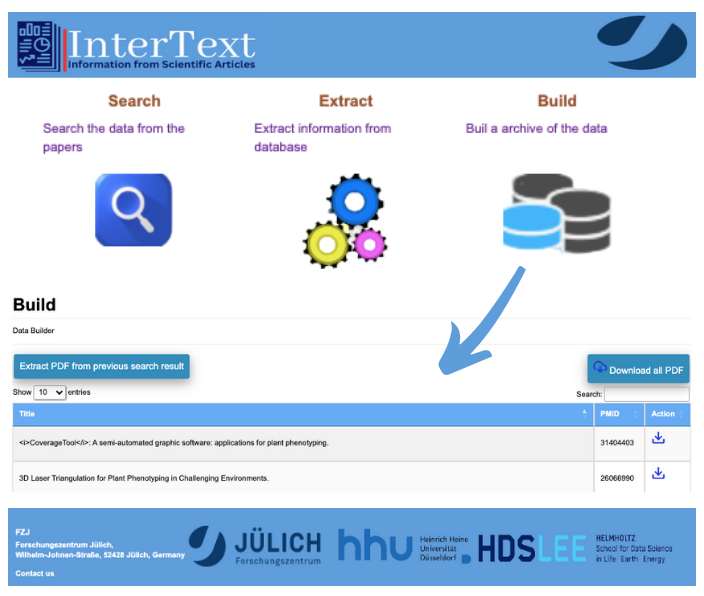 InterText
Information from Scientific Articles
Search
Extract
Build
Search the data from the
papers
Extract information from
database
Buil a archive of the data
Build
Data Builder
Extract PDF from previous search result
Download all PDF
Show 10 entries
Search:
Title
PMID
Action
<i>CoverageTool</i>: A semi-automated graphic software: applications for plant phenotyping.
31404403
3D Laser Triangulation for Plant Phenotyping in Challenging Environments.
26066990
FZJ
Forschungszentrum Jülich,
Wilhelm-Johnen-Straße, 52428 Jülich, Germany
Contact us
JÜLICH
Forschungszentrum
hhu
Heinrich Heine
Universität
Düsseldorf
HDSLEE
HELMHOLTZ
School for Data Science
in Life Earth Energy